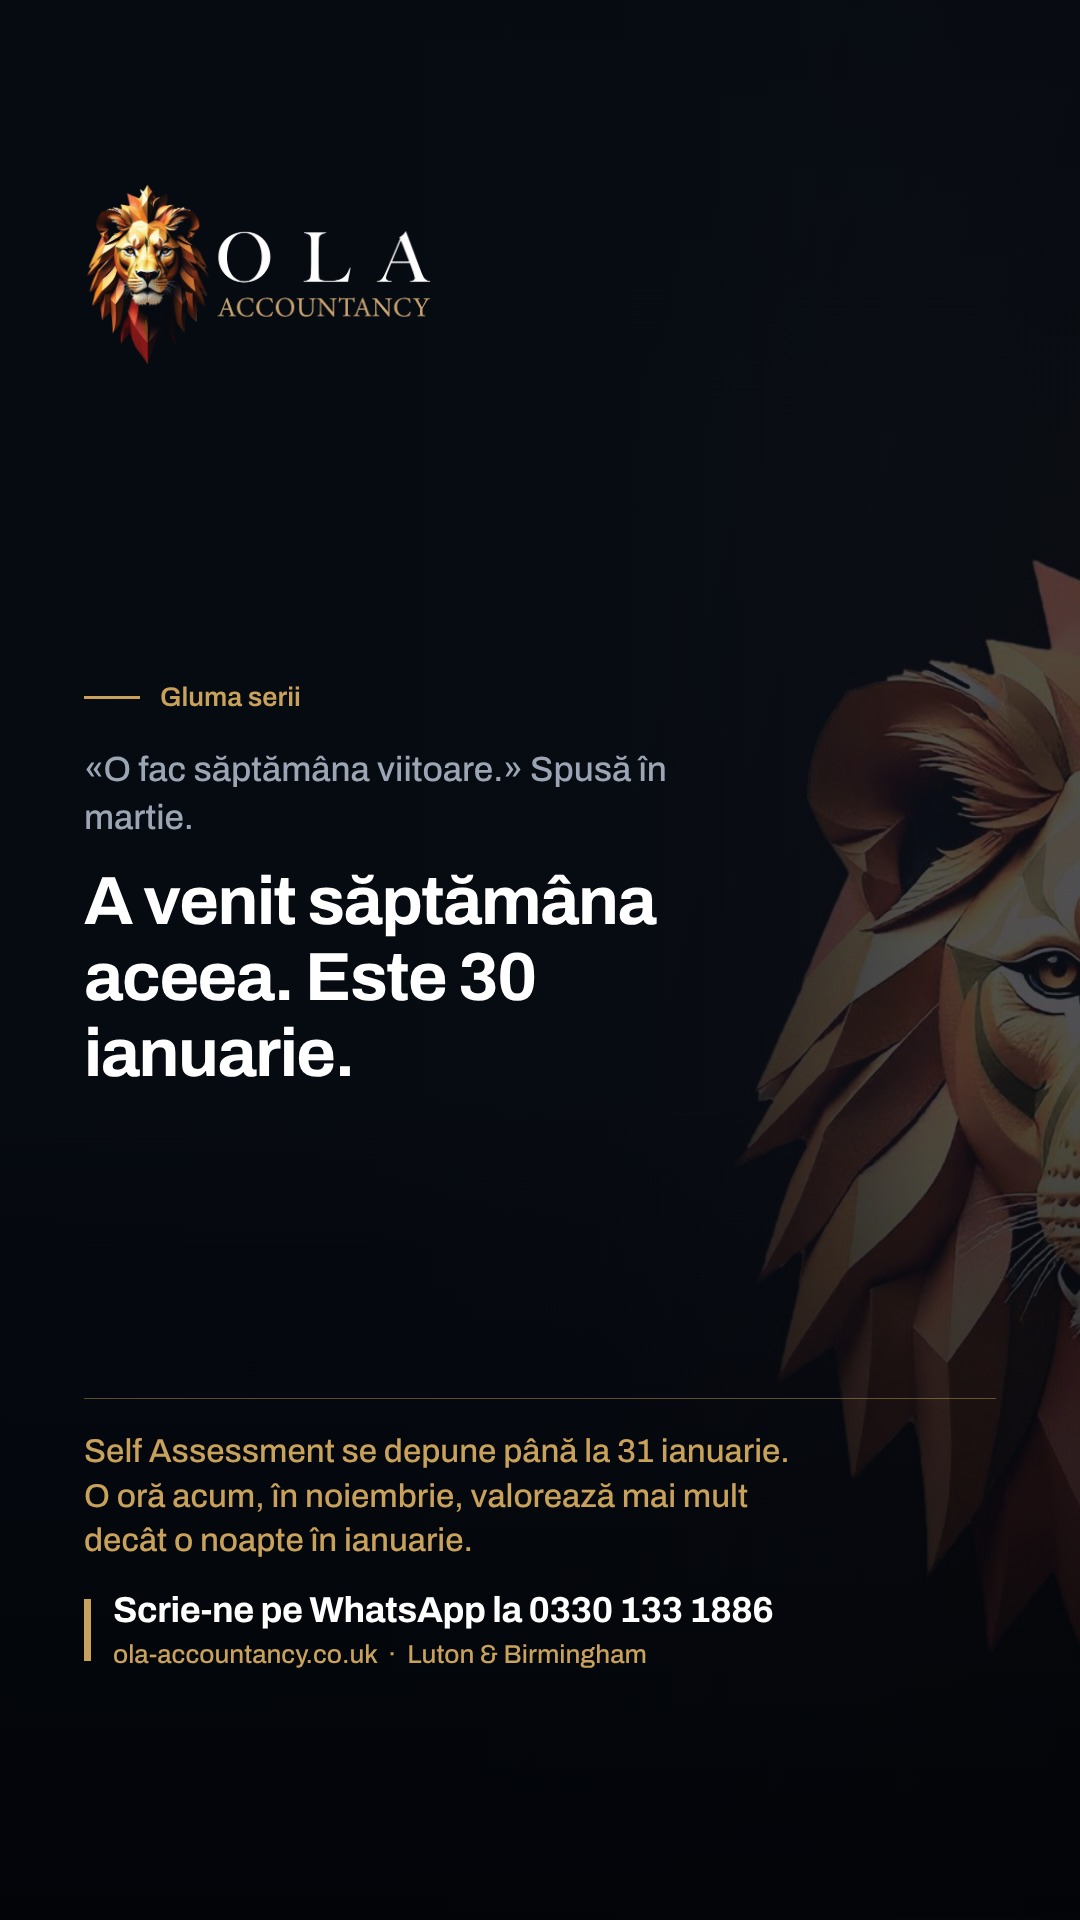 OLA
ACCOUNTANCY
Gluma serii
«O fac săptămâna viitoare.» Spusă în
martie.
A venit săptămâna
aceea. Este 30
ianuarie.
Self Assessment se depune până la 31 ianuarie.
O oră acum, în noiembrie, valorează mai mult
decât o noapte în ianuarie.
Scrie-ne pe WhatsApp la 0330 133 1886
ola-accountancy.co.uk · Luton & Birmingham